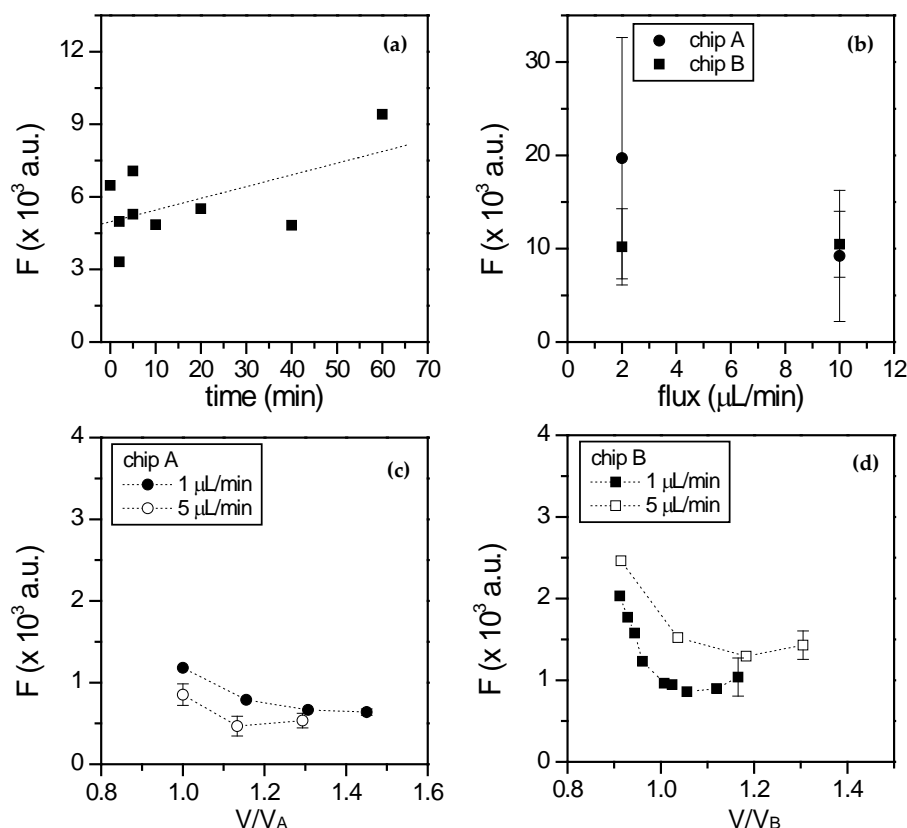 (a)
F (x 10³ a.u.)
12
9
6
3
0
0 10 20 30 40 50 60 70
time (min)
(b)
chip A
chip B
F (x 10³ a.u.)
30
20
10
0
0 2 4 6 8 10 12
flux (μL/min)
chip A
1 μL/min
5 μL/min
(c)
F (x 10³ a.u.)
4
3
2
1
0
0.8 1.0 1.2 1.4 1.6
V/V_A
chip B
1 μL/min
5 μL/min
(d)
F (x 10³ a.u.)
4
3
2
1
0
0.8 1.0 1.2 1.4
V/V_B